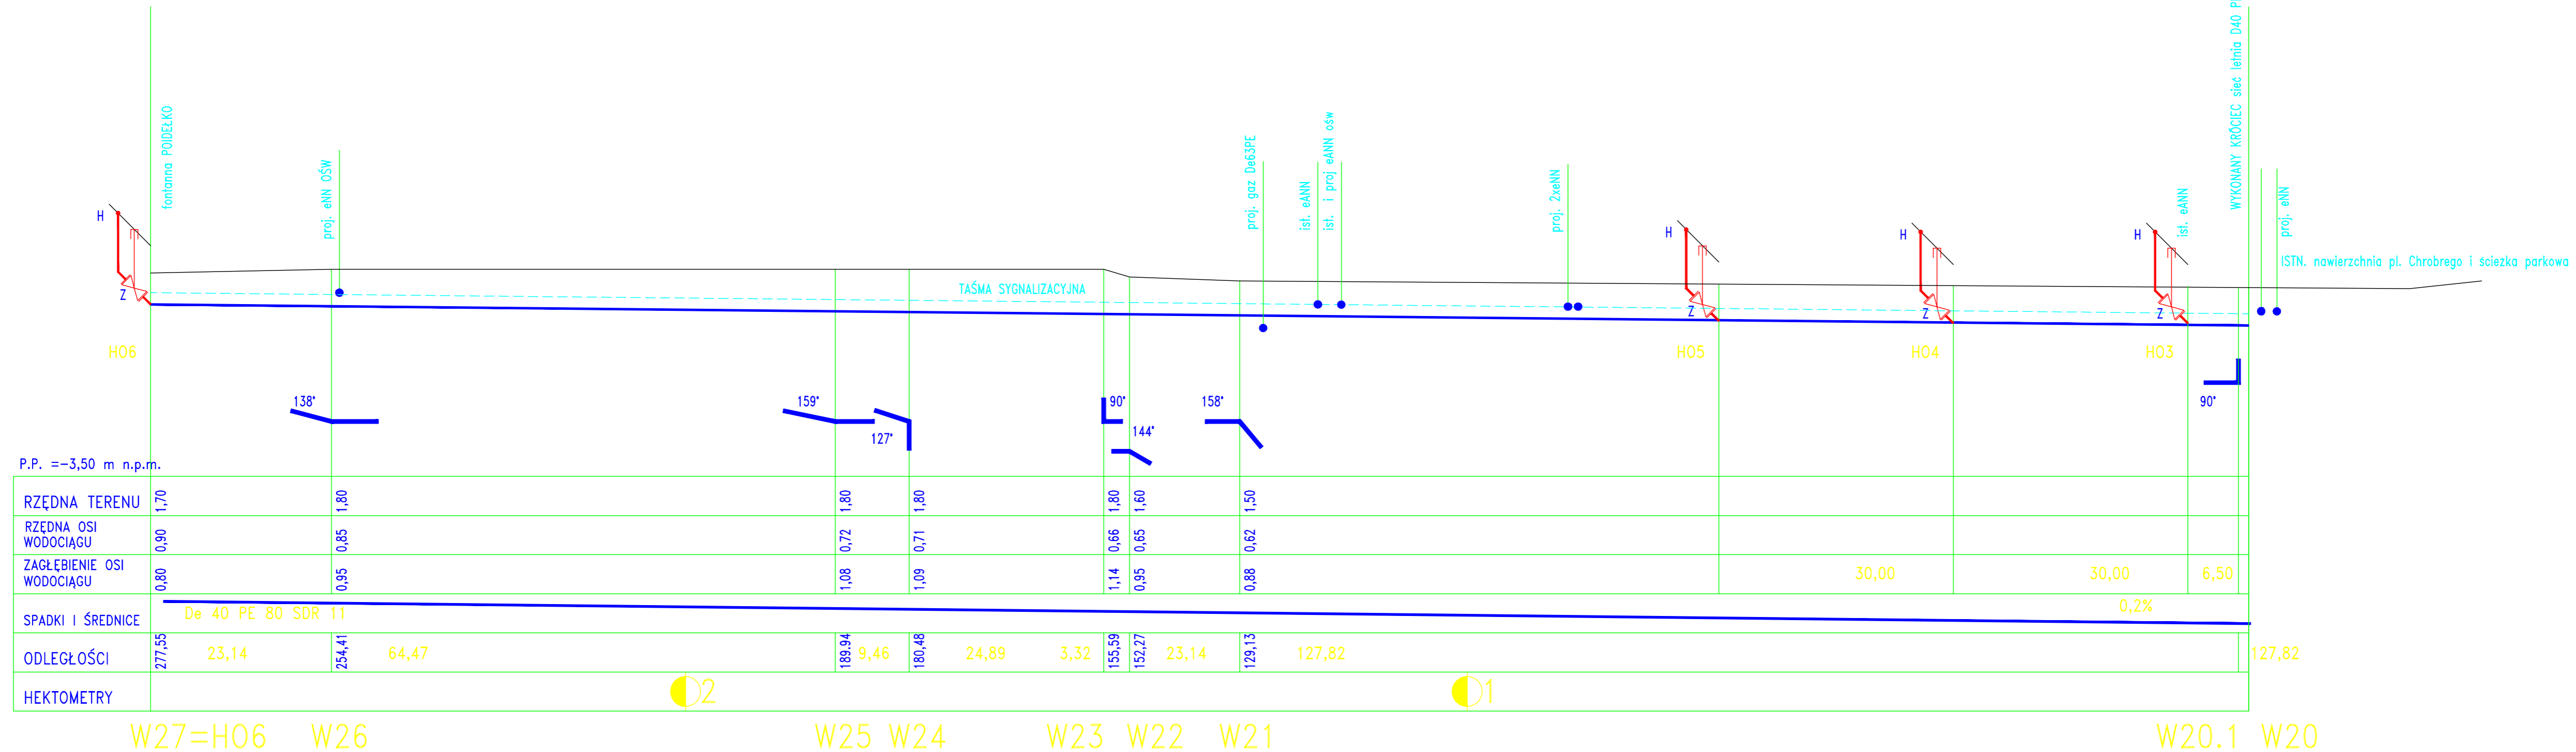 WYKONANY KRÓCIEC sieć letnia D40
fontanna POIDEŁKO
proj. eNN OŚW
proj. gaz De63PE
ist. eANN
ist. i proj eANN ośw
proj. 2xeNN
ist. eANN
proj. eNN
H
H
H
H
ISTN. nawierzchnia pl. Chrobrego i ścieżka parkowa
TAŚMA SYGNALIZACYJNA
Z
Z
Z
Z
HO6
HO5
HO4
HO3
138°
159°
127°
90°
144°
158°
90°
P.P. =-3,50 m n.p.m.
RZĘDNA TERENU 1,70 1,80 1,80 1,80 1,80 1,60 1,50
RZĘDNA OSI
WODOCIĄGU 0,90 0,85 0,72 0,71 0,66 0,65 0,62
ZAGŁĘBIENIE OSI
WODOCIĄGU 0,80 0,95 1,08 1,09 1,14 0,95 0,88 30,00 30,00 6,50
SPADKI I ŚREDNICE De 40 PE 80 SDR 11 0,2%
ODLEGŁOŚCI 277,55 23,14 254,41 64,47 189.94 9,46 180,48 24,89 3,32 155,59 152,27 23,14 129,13 127,82 127,82
HEKTOMETRY 2 1
W27=HO6 W26 W25 W24 W23 W22 W21 W20.1 W20